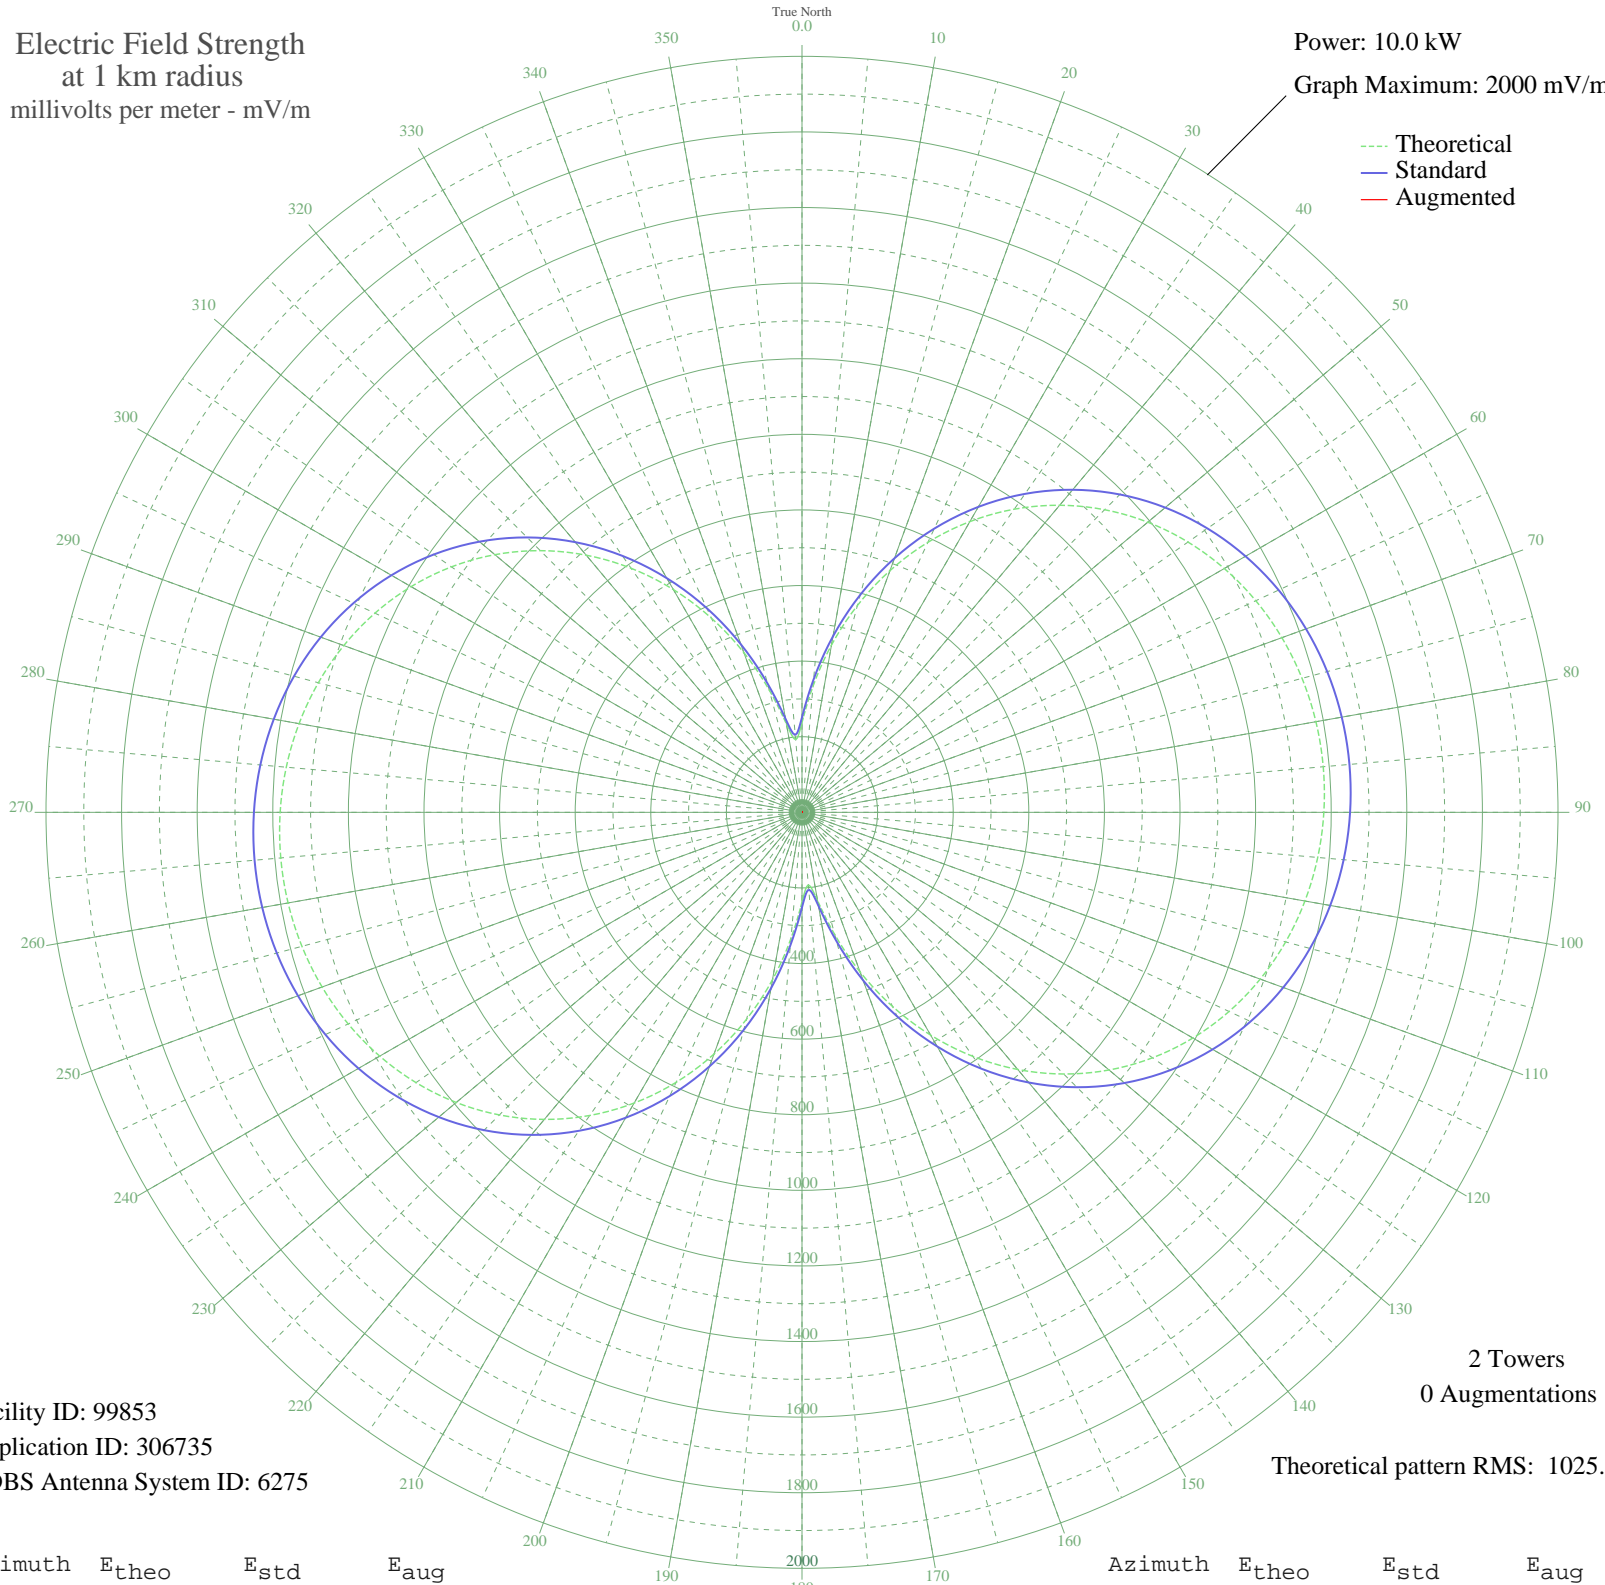 True North
0.0
Electric Field Strength
at 1 km radius
millivolts per meter - mV/m
Power: 10.0 kW
Graph Maximum: 2000 mV/m
Theoretical
Standard
Augmented
10
20
30
40
50
60
70
80
90
100
110
120
130
140
150
160
170
190
200
210
220
230
240
250
260
270
280
290
300
310
320
330
340
350
400
600
800
1000
1200
1400
1600
1800
2000
2 Towers
0 Augmentations
Theoretical pattern RMS: 1025.
cility ID: 99853
plication ID: 306735
DBS Antenna System ID: 6275
imuth Etheo Estd Eaug
Azimuth Etheo Estd Eaug